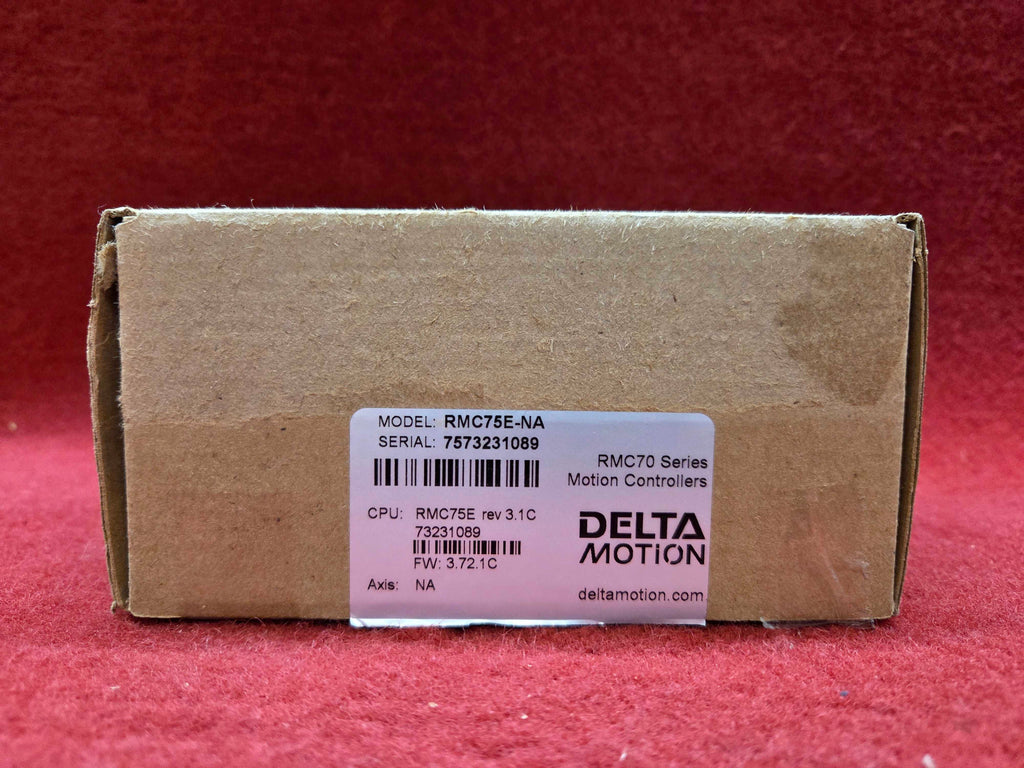 MODEL: RMC75E-NA
SERIAL: 7573231089
RMC70 Series
Motion Controllers
CPU: RMC75E rev 3.1C
73231089
FW: 3.72.1C
Axis: NA
DELTA
MOTION
deltamotion.com